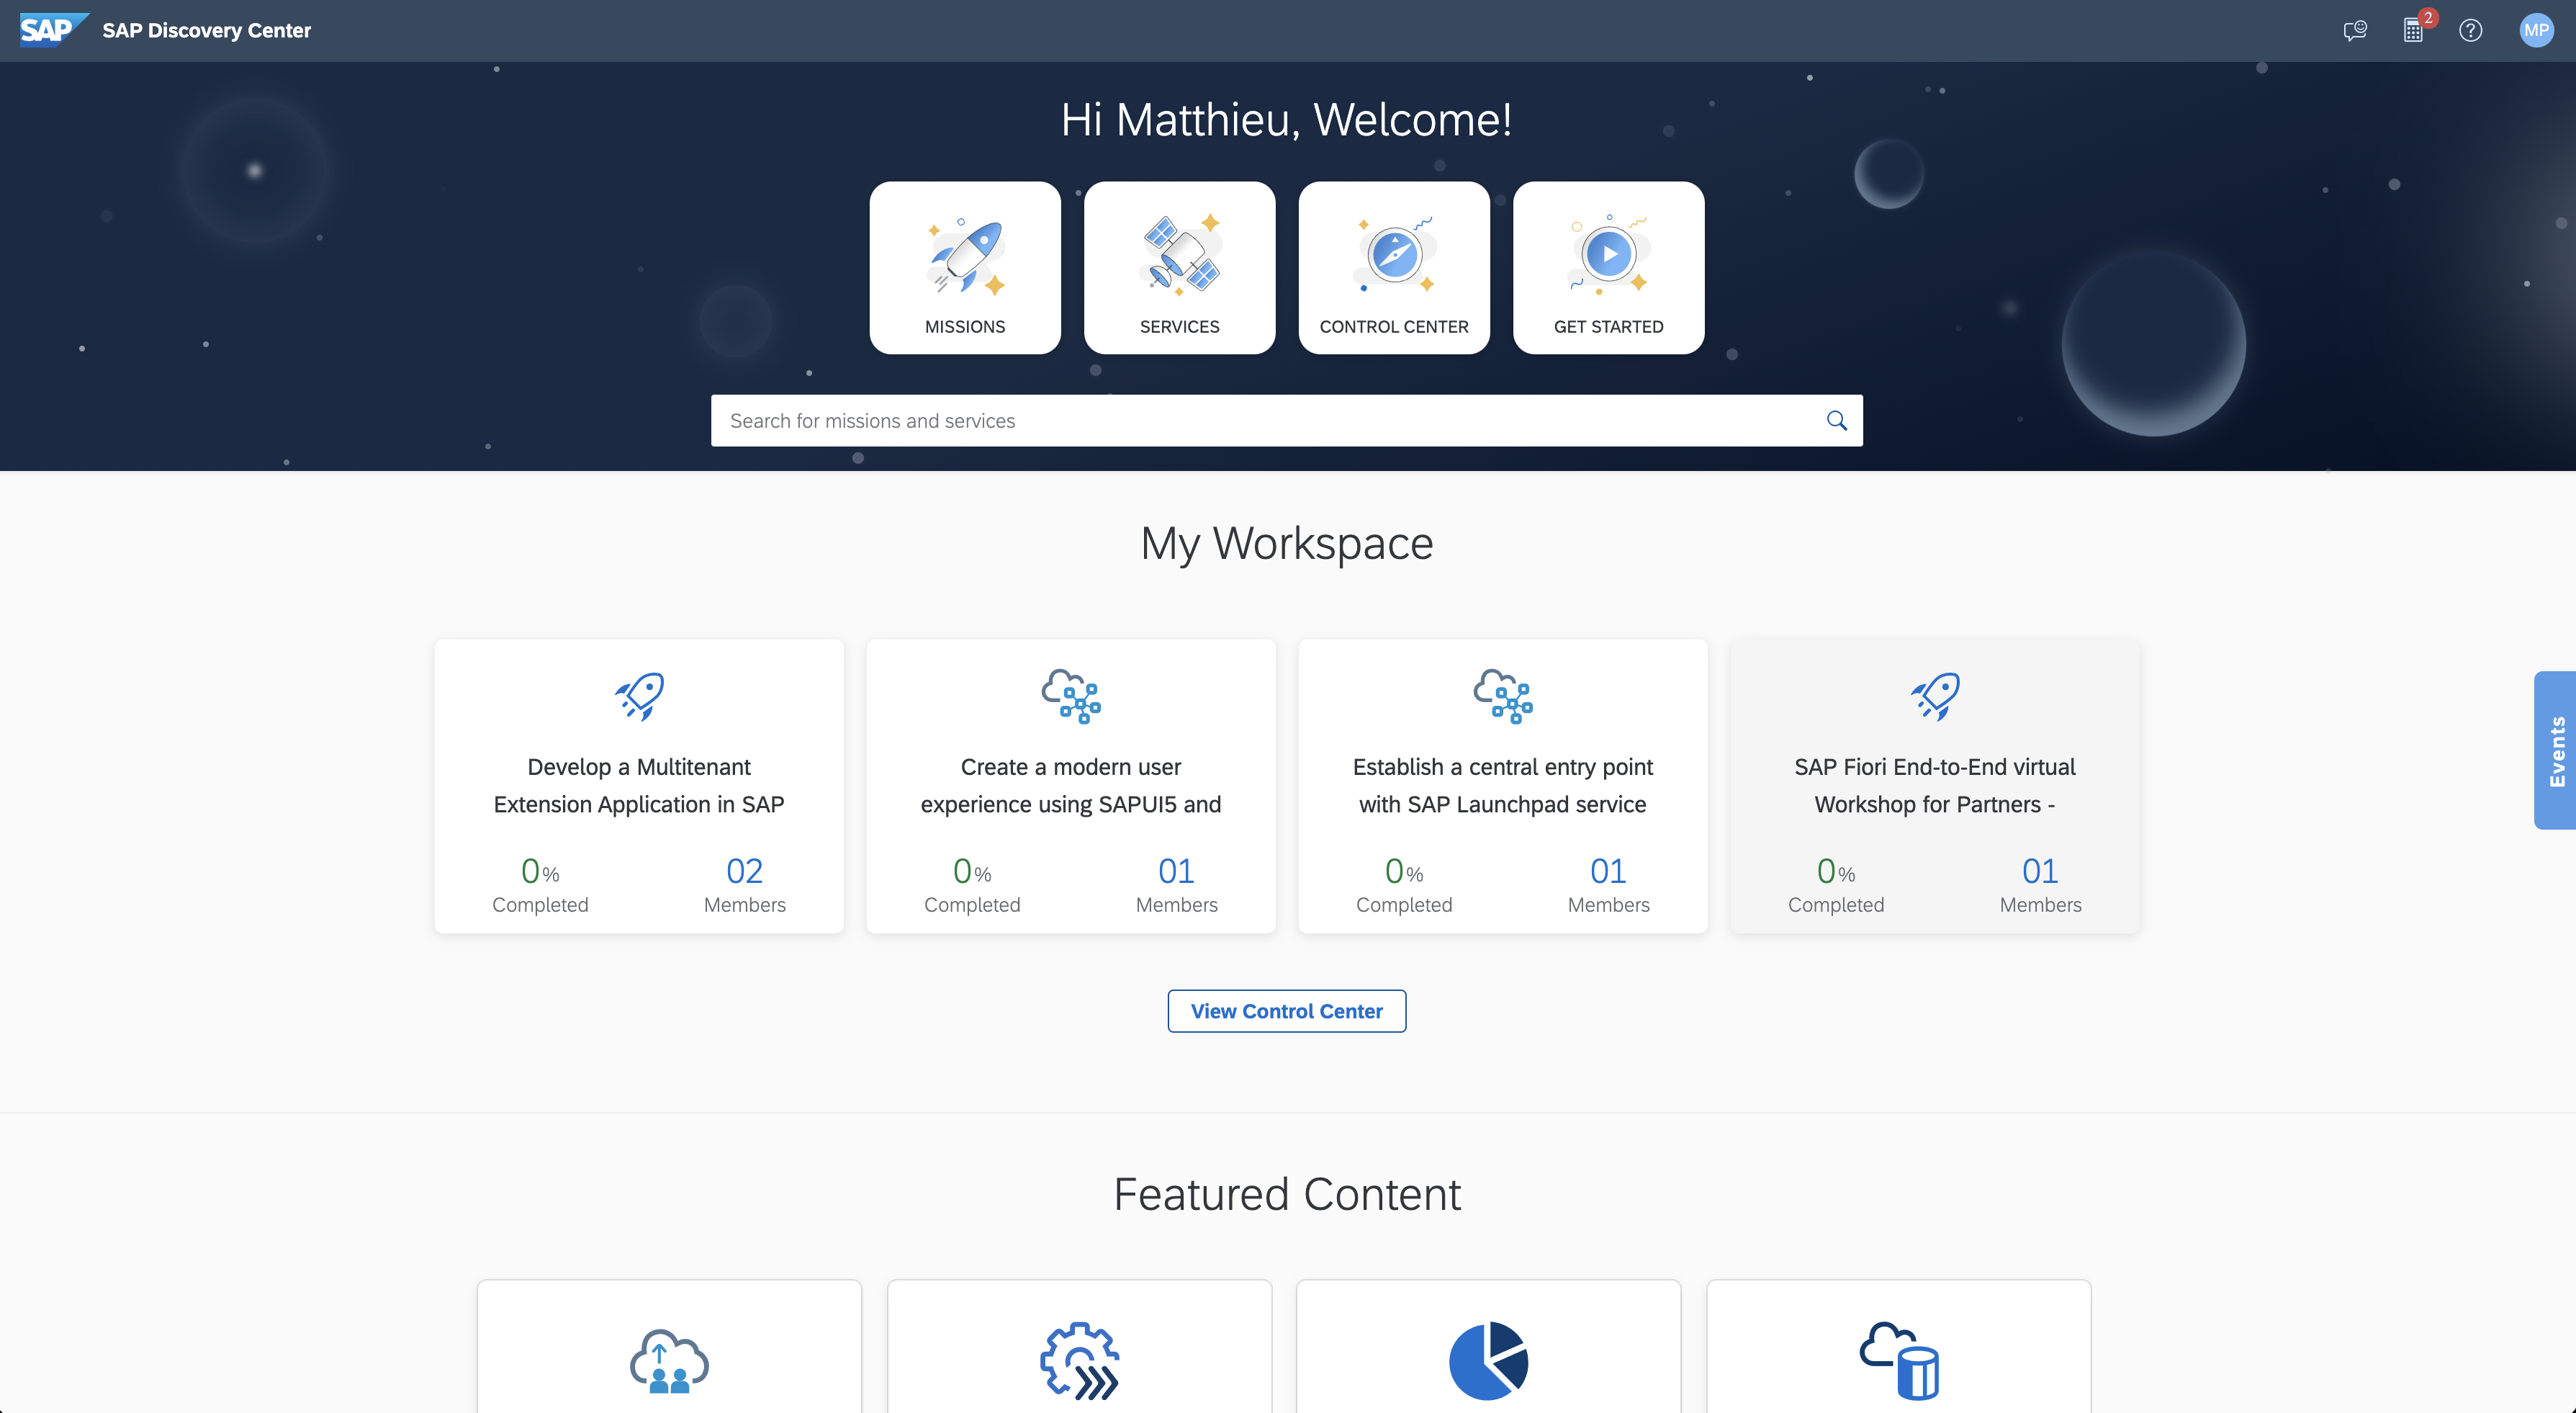 SAP SAP Discovery Center
2
MP
Hi Matthieu, Welcome!
MISSIONS
SERVICES
CONTROL CENTER
GET STARTED
Search for missions and services
My Workspace
Develop a Multitenant
Extension Application in SAP
0% 02
Completed Members
Create a modern user
experience using SAPUI5 and
0% 01
Completed Members
Establish a central entry point
with SAP Launchpad service
0% 01
Completed Members
SAP Fiori End-to-End virtual
Workshop for Partners -
0% 01
Completed Members
Events
View Control Center
Featured Content